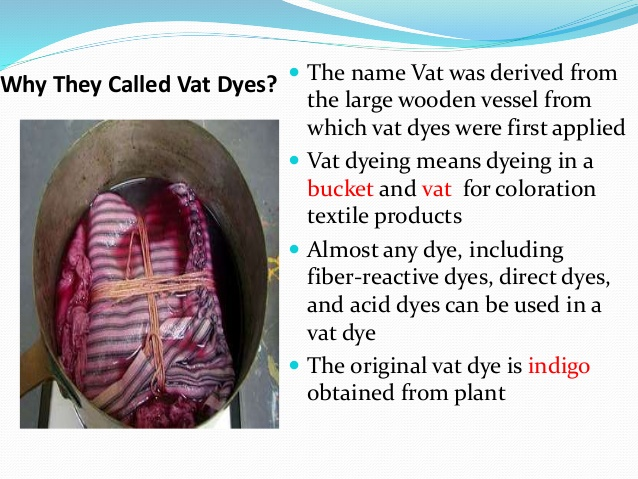 Why They Called Vat Dyes?
The name Vat was derived from
the large wooden vessel from
which vat dyes were first applied
Vat dyeing means dyeing in a
bucket and vat for coloration
textile products
Almost any dye, including
fiber-reactive dyes, direct dyes,
and acid dyes can be used in a
vat dye
The original vat dye is indigo
obtained from plant